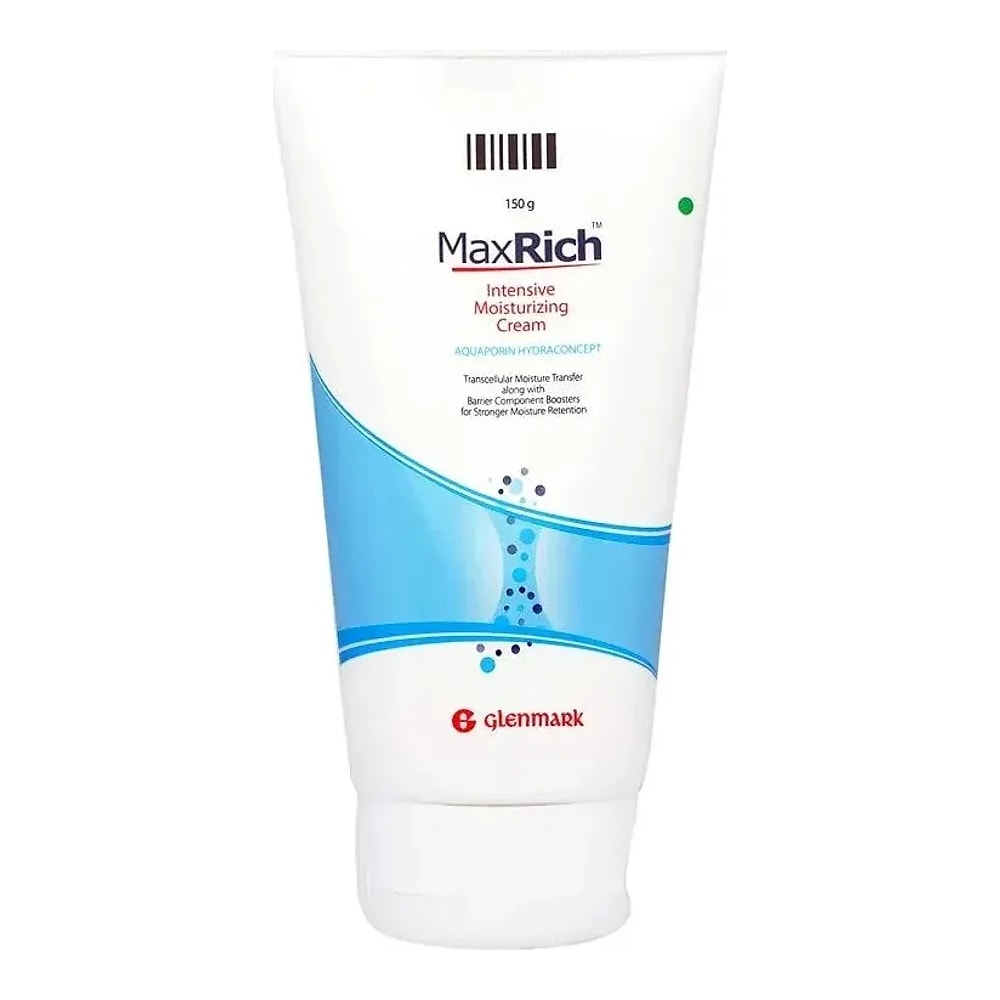 150 g
MaxRich™
Intensive
Moisturizing
Cream
AQUAPORIN HYDRACONCEPT
Transcellular Moisture Transfer
along with
Barrier Component Boosters
for Stronger Moisture Retention
glenmark